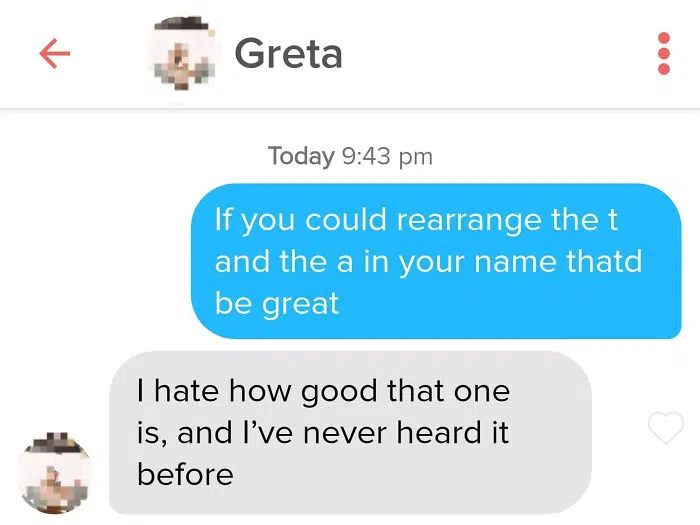 Greta
Today 9:43 pm
If you could rearrange the t
and the a in your name thatd
be great
I hate how good that one
is, and I’ve never heard it
before